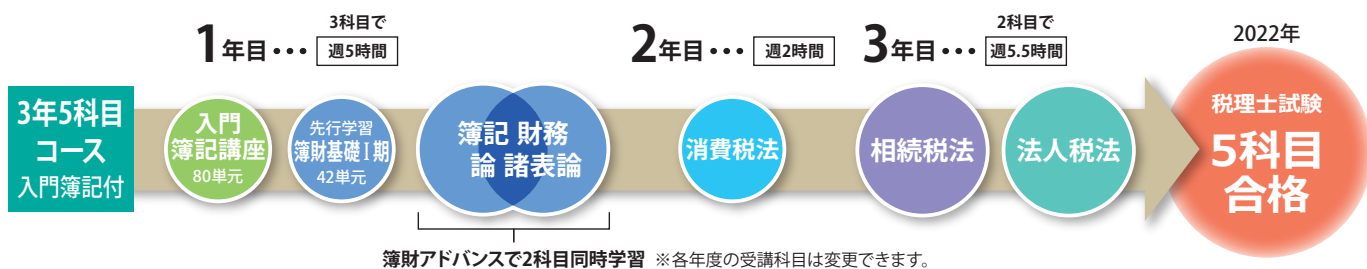 3年5科目
コース
入門簿記付
1年目･･･
3科目で
週5時間
入門
簿記講座
80単元
先行学習
簿財基礎Ⅰ期
42単元
簿記 財務
論 諸表論
簿財アドバンスで2科目同時学習 ※各年度の受講科目は変更できます。
2年目･･･ 週2時間
消費税法
3年目･･･
2科目で
週5.5時間
相続税法
法人税法
2022年
税理士試験
5科目
合格